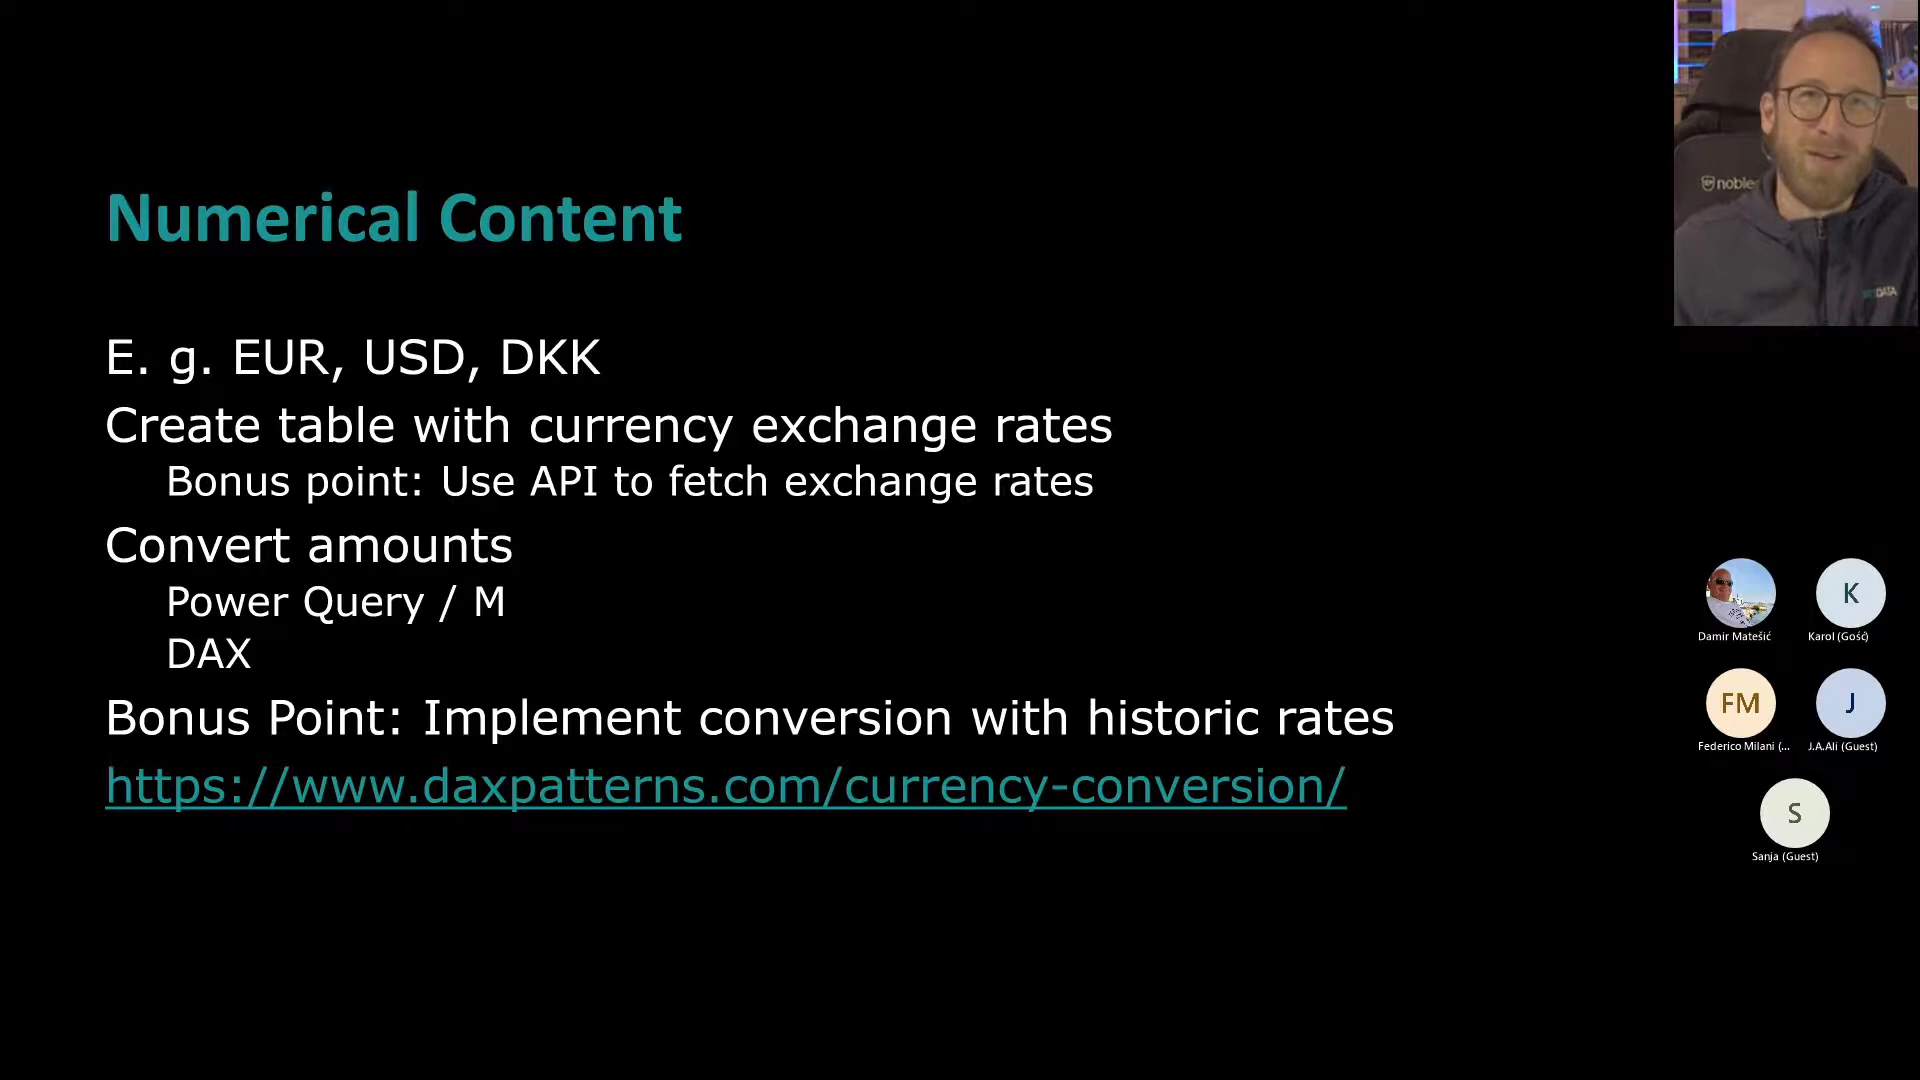 Numerical Content
E. g. EUR, USD, DKK
Create table with currency exchange rates
Bonus point: Use API to fetch exchange rates
Convert amounts
Power Query / M
DAX
Bonus Point: Implement conversion with historic rates
https://www.daxpatterns.com/currency-conversion/
noble
DATA
Damir Matešić
K
Karol (Gość)
FM
Federico Milani (...
J
J.A.Ali (Guest)
S
Sanja (Guest)